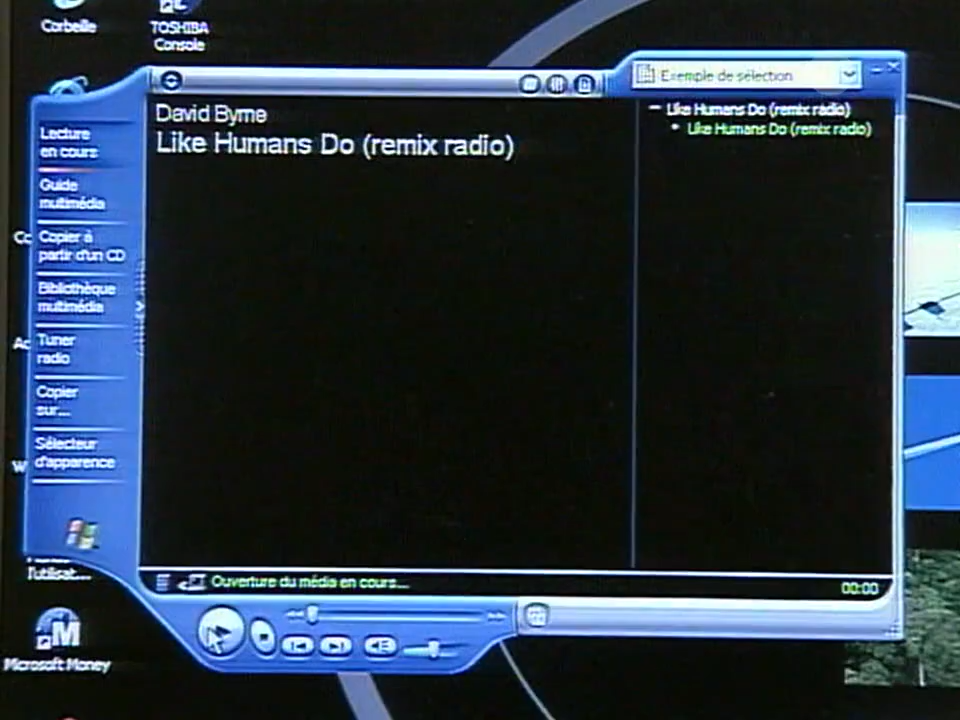 Corbeille
TOSHIBA
Console
Exemple de sélection
David Byrne
Like Humans Do (remix radio)
Like Humans Do (remix radio)
Like Humans Do (remix radio)
Lecture
en cours
Guide
multimédia
Copier à
partir d'un CD
Bibliothèque
multimédia
Tuner
radio
Copier
sur...
Sélecteur
d'apparence
l'utilisat...
Ouverture du média en cours...
00:00
Microsoft Money